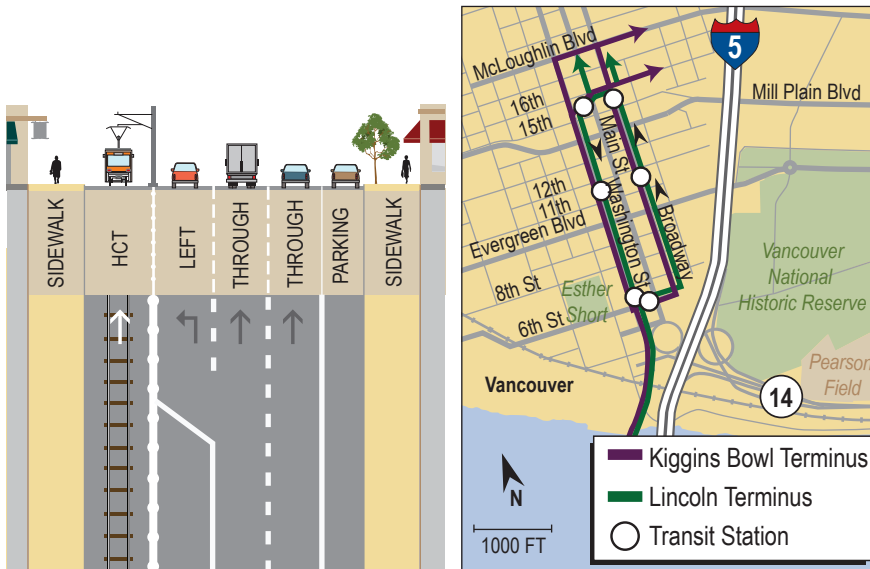 SIDEWALK
HCT
LEFT
THROUGH
THROUGH
PARKING
SIDEWALK
McLoughlin Blvd
5
16th
15th
Mill Plain Blvd
Main St
12th
11th
Evergreen Blvd
Washington St
Broadway
8th St
Esther
Short
6th St
Vancouver
National
Historic Reserve
Pearson
Field
Vancouver
14
N
1000 FT
Kiggins Bowl Terminus
Lincoln Terminus
Transit Station